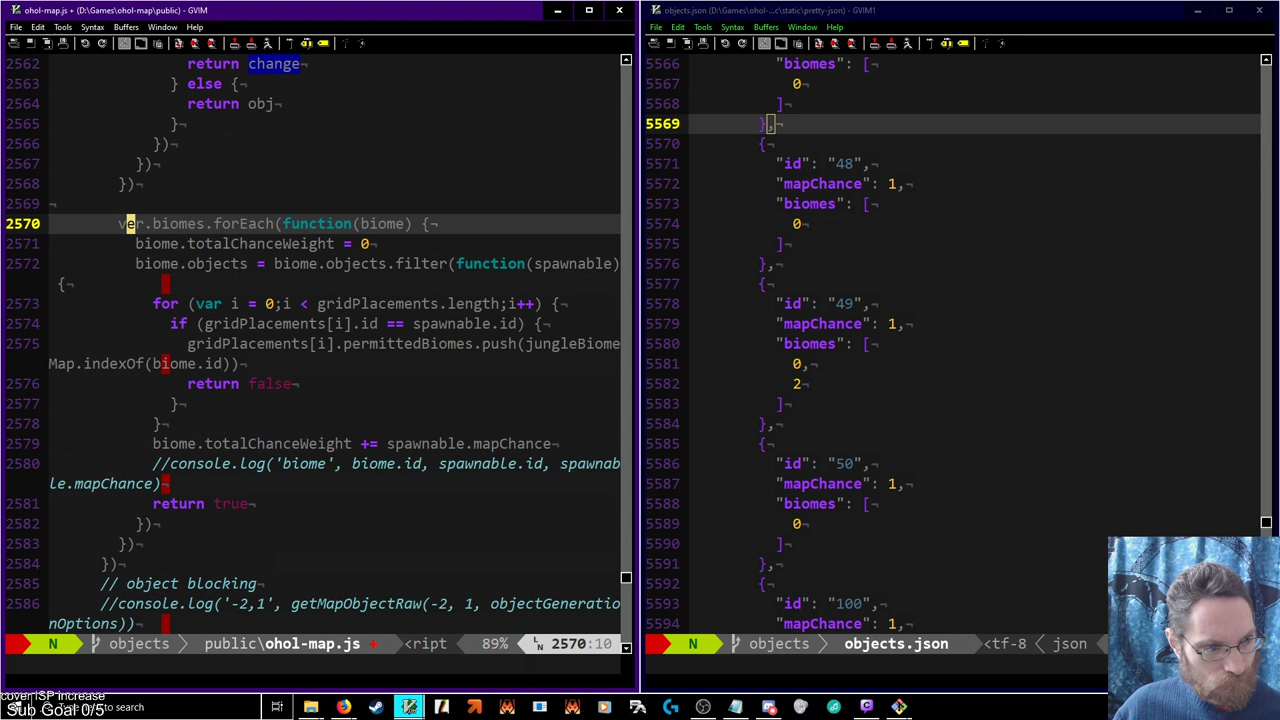 ohol-map.js + (D:\Games\ohol-map\public) - GVIM
File Edit Tools Syntax Buffers Window Help
2562 return change¬
2563 } else {¬
2564 return obj¬
2565 }¬
2566 })¬
2567 })¬
2568 })¬
2569 ¬
2570 ver.biomes.forEach(function(biome) {¬
2571 biome.totalChanceWeight = 0¬
2572 biome.objects = biome.objects.filter(function(spawnable)
{¬
2573 for (var i = 0;i < gridPlacements.length;i++) {¬
2574 if (gridPlacements[i].id == spawnable.id) {¬
2575 gridPlacements[i].permittedBiomes.push(jungleBiome
Map.indexOf(biome.id))¬
2576 return false¬
2577 }¬
2578 }¬
2579 biome.totalChanceWeight += spawnable.mapChance¬
2580 //console.log('biome', biome.id, spawnable.id, spawnab
le.mapChance)¬
2581 return true¬
2582 })¬
2583 })¬
2584 })¬
2585 // object blocking¬
2586 //console.log('-2,1', getMapObjectRaw(-2, 1, objectGeneratio
nOptions))¬
N objects public\ohol-map.js + <ript 89% LN 2570:10
objects.json (D:\Games\ohol-...c\static\pretty-json) - GVIM1
File Edit Tools Syntax Buffers Window Help
5566 "biomes": [¬
5567 0¬
5568 ]¬
5569 },¬
5570 {¬
5571 "id": "48",¬
5572 "mapChance": 1,¬
5573 "biomes": [¬
5574 0¬
5575 ]¬
5576 },¬
5577 {¬
5578 "id": "49",¬
5579 "mapChance": 1,¬
5580 "biomes": [¬
5581 0,¬
5582 2¬
5583 ]¬
5584 },¬
5585 {¬
5586 "id": "50",¬
5587 "mapChance": 1,¬
5588 "biomes": [¬
5589 0¬
5590 ]¬
5591 },¬
5592 {¬
5593 "id": "100",¬
5594 "mapChance": 1,¬
N objects objects.json <tf-8 < json
cover ISP increase
Sub Goal 0/5
here to search